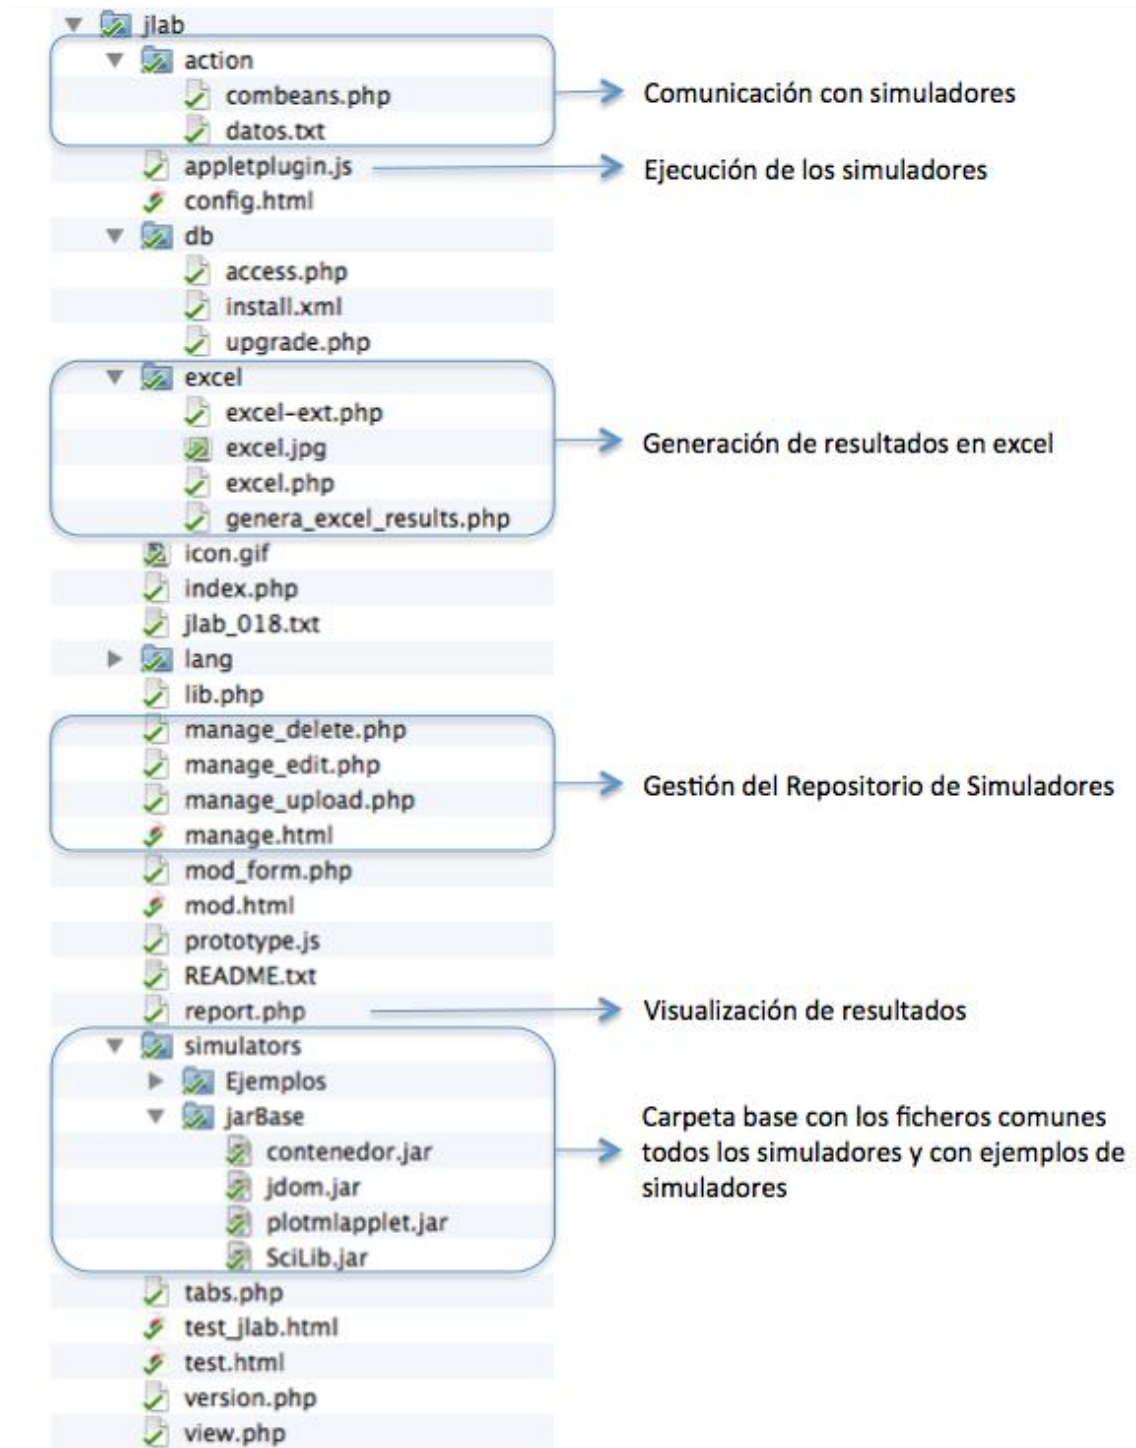 jlab
action
combeans.php
datos.txt
Comunicación con simuladores
appletplugin.js
Ejecución de los simuladores
config.html
db
access.php
install.xml
upgrade.php
excel
excel-ext.php
excel.jpg
excel.php
genera_excel_results.php
Generación de resultados en excel
icon.gif
index.php
jlab_018.txt
lang
lib.php
manage_delete.php
manage_edit.php
manage_upload.php
manage.html
Gestión del Repositorio de Simuladores
mod_form.php
mod.html
prototype.js
README.txt
report.php
Visualización de resultados
simulators
Ejemplos
jarBase
contenedor.jar
jdom.jar
plotmlapplet.jar
SciLib.jar
Carpeta base con los ficheros comunes
todos los simuladores y con ejemplos de
simuladores
tabs.php
test_jlab.html
test.html
version.php
view.php